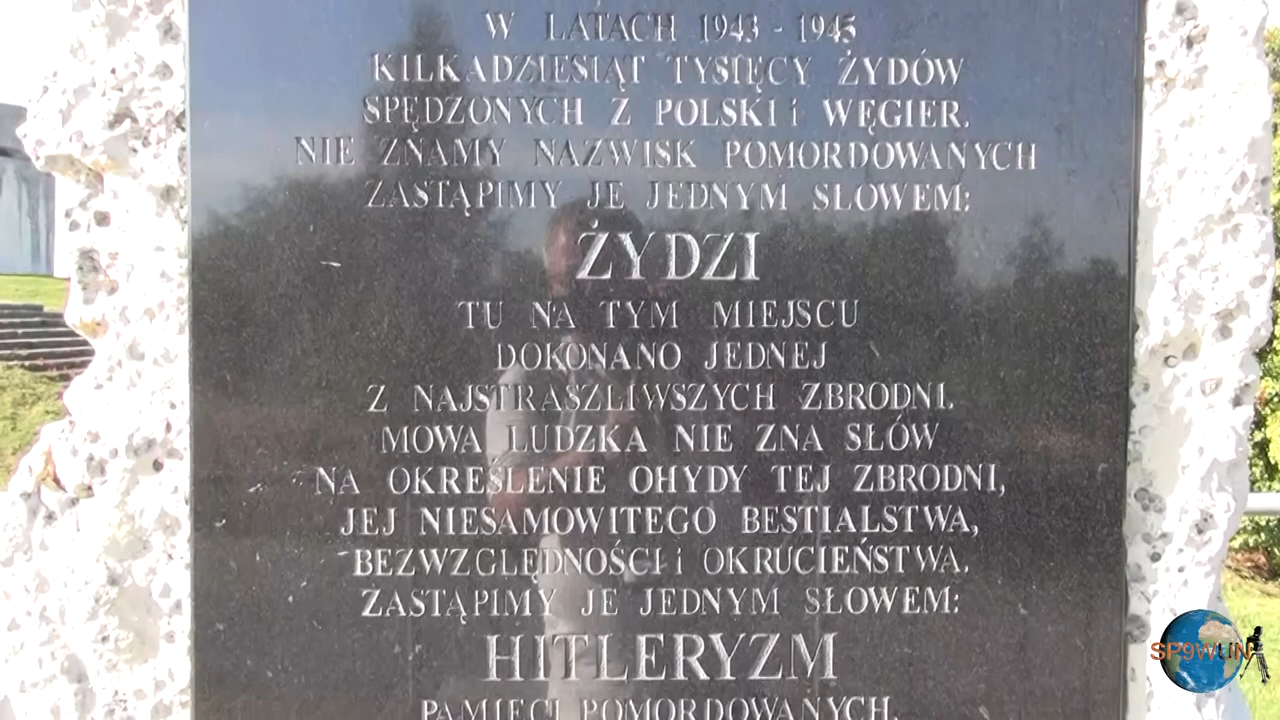 W LATACH 1943 - 1945
KILKADZIESIĄT TYSIĘCY ŻYDÓW
SPĘDZONYCH Z POLSKI i WĘGIER.
NIE ZNAMY NAZWISK POMORDOWANYCH
ZASTĄPIMY JE JEDNYM SŁOWEM:
ŻYDZI
TU NA TYM MIEJSCU
DOKONANO JEDNEJ
Z NAJSTRASZLIWSZYCH ZBRODNI.
MOWA LUDZKA NIE ZNA SŁÓW
NA OKREŚLENIE OHYDY TEJ ZBRODNI,
JEJ NIESAMOWITEGO BESTIALSTWA,
BEZWZGLĘDNOŚCI i OKRUCIEŃSTWA.
ZASTĄPIMY JE JEDNYM SŁOWEM:
HITLERYZM
PAMIĘCI POMORDOWANYCH,